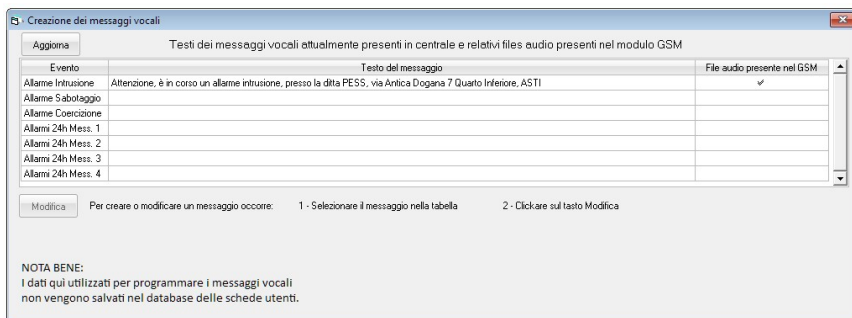 Creazione dei messaggi vocali
Aggiorna Testi dei messaggi vocali attualmente presenti in centrale e relativi files audio presenti nel modulo GSM
Evento Testo del messaggio File audio presente nel GSM
Allarme Intrusione Attenzione, è in corso un allarme intrusione, presso la ditta PESS, via Antica Dogana 7 Quarto Inferiore, ASTI ✓
Allarme Sabotaggio
Allarme Coercizione
Allarmi 24h Mess. 1
Allarmi 24h Mess. 2
Allarmi 24h Mess. 3
Allarmi 24h Mess. 4
Modifica Per creare o modificare un messaggio occorre: 1 - Selezionare il messaggio nella tabella 2 - Clickare sul tasto Modifica
NOTA BENE:
I dati quì utilizzati per programmare i messaggi vocali
non vengono salvati nel database delle schede utenti.